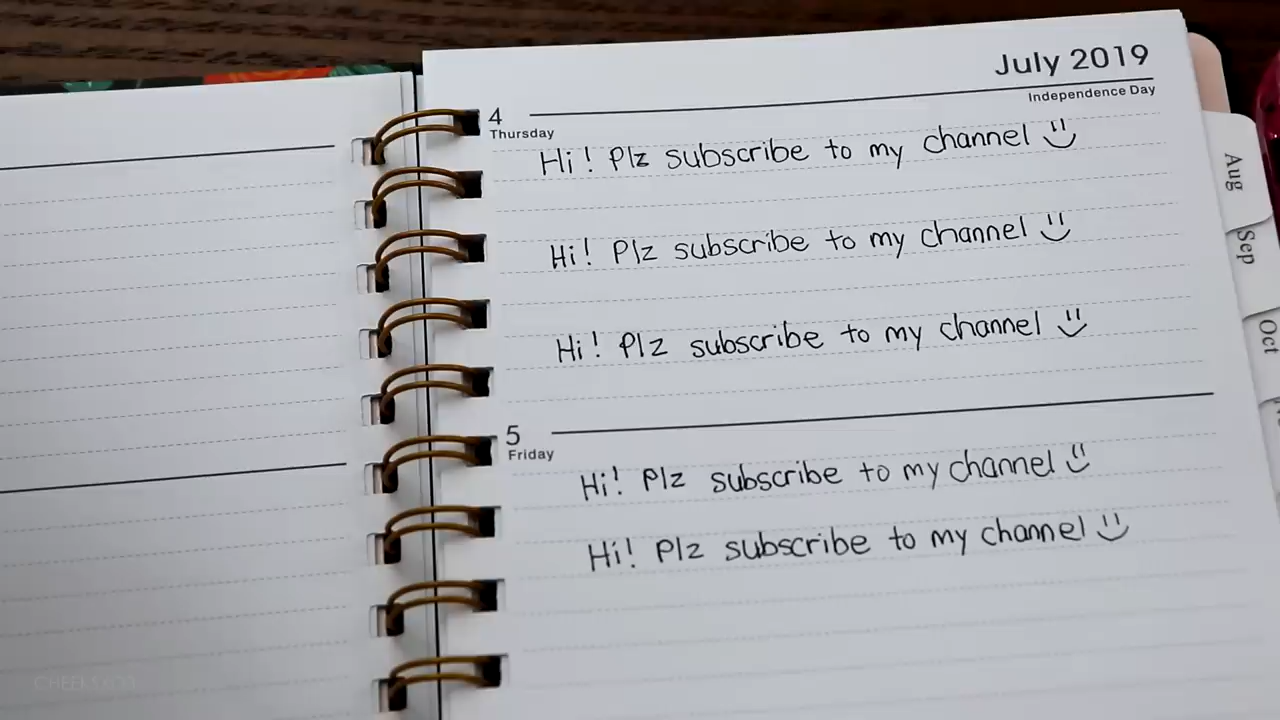 July 2019
Independence Day
4
Thursday
Hi! Plz subscribe to my channel
Hi! Plz subscribe to my channel
Hi! Plz subscribe to my channel
5
Friday
Hi! Plz subscribe to my channel
Hi! Plz subscribe to my channel
Aug
Sep
Oct